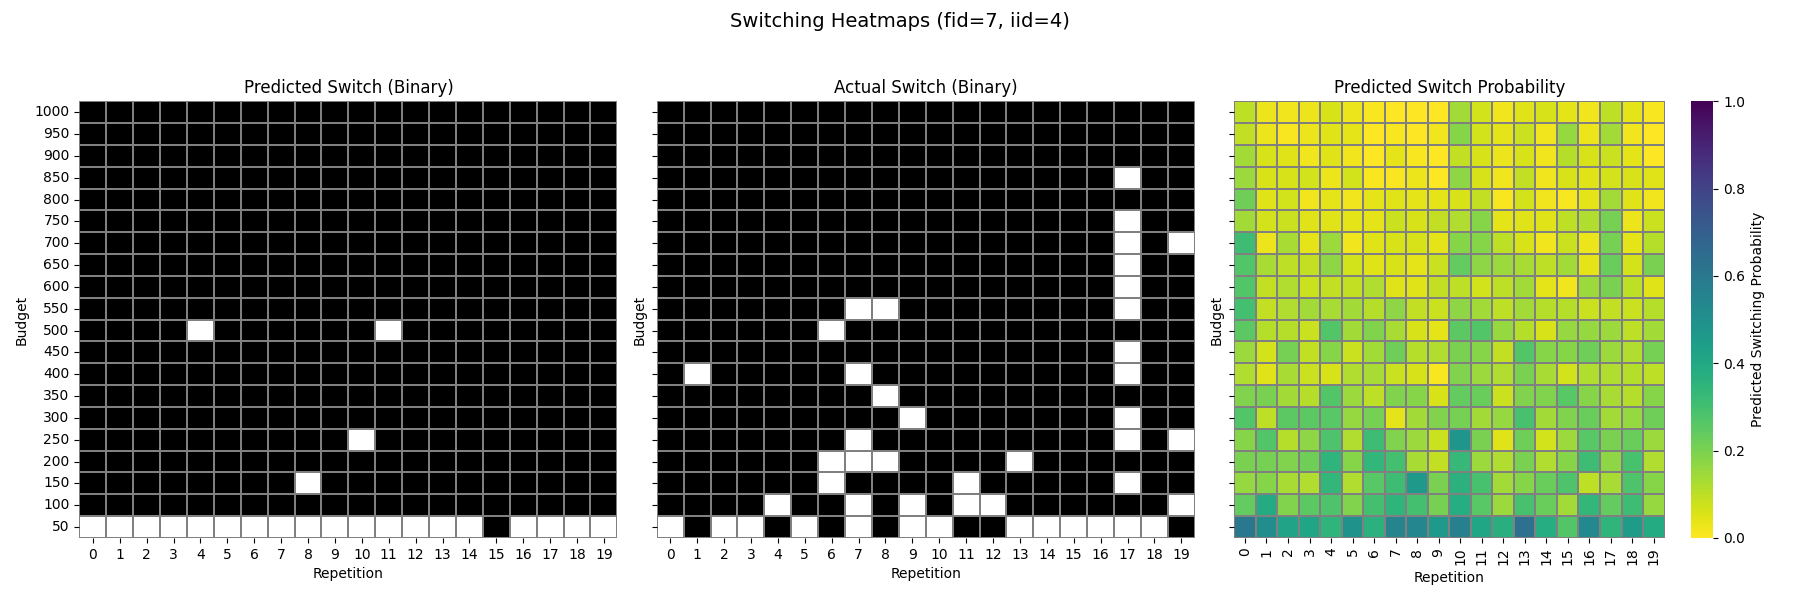 Switching Heatmaps (fid=7, iid=4)
Predicted Switch (Binary)
Budget
1000
950
900
850
800
750
700
650
600
550
500
450
400
350
300
250
200
150
100
50
0 1 2 3 4 5 6 7 8 9 10 11 12 13 14 15 16 17 18 19
Repetition
Actual Switch (Binary)
Budget
0 1 2 3 4 5 6 7 8 9 10 11 12 13 14 15 16 17 18 19
Repetition
Predicted Switch Probability
Budget
0 1 2 3 4 5 6 7 8 9 10 11 12 13 14 15 16 17 18 19
Repetition
1.0
0.8
0.6
0.4
0.2
0.0
Predicted Switching Probability